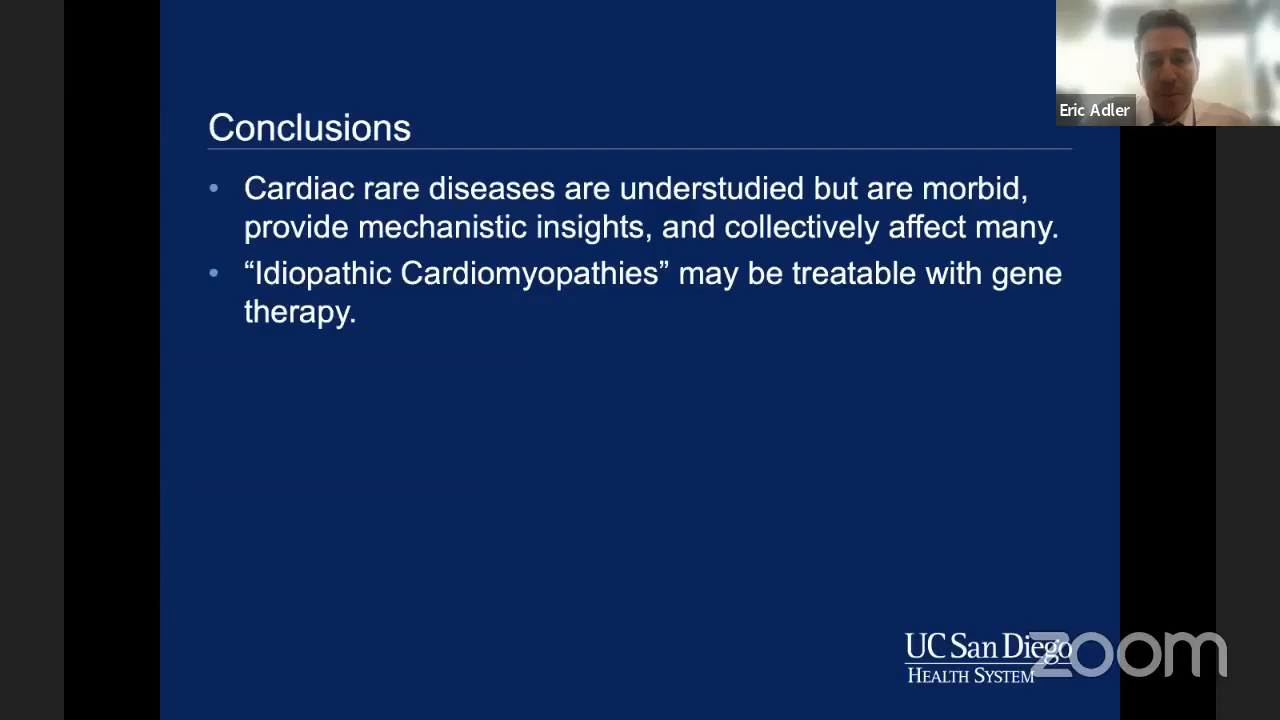 Eric Adler
Conclusions
• Cardiac rare diseases are understudied but are morbid,
provide mechanistic insights, and collectively affect many.
• “Idiopathic Cardiomyopathies” may be treatable with gene
therapy.
UC San Diego
HEALTH SYSTEM
zoom